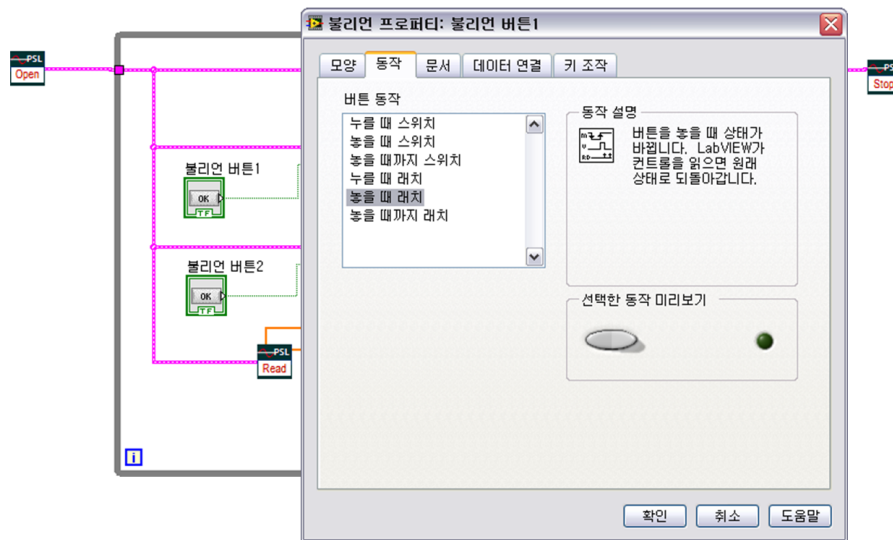 불리언 프로퍼티: 불리언 버튼1
모양 동작 문서 데이터 연결 키 조작
버튼 동작
누를 때 스위치
놓을 때 스위치
놓을 때까지 스위치
누를 때 래치
놓을 때 래치
놓을 때까지 래치
동작 설명
버튼을 놓을 때 상태가
바뀝니다. LabVIEW가
컨트롤을 읽으면 원래
상태로 되돌아갑니다.
선택한 동작 미리보기
확인 취소 도움말
PSL
Open
불리언 버튼1
OK
TF
불리언 버튼2
OK
TF
PSL
Read
i
Stop